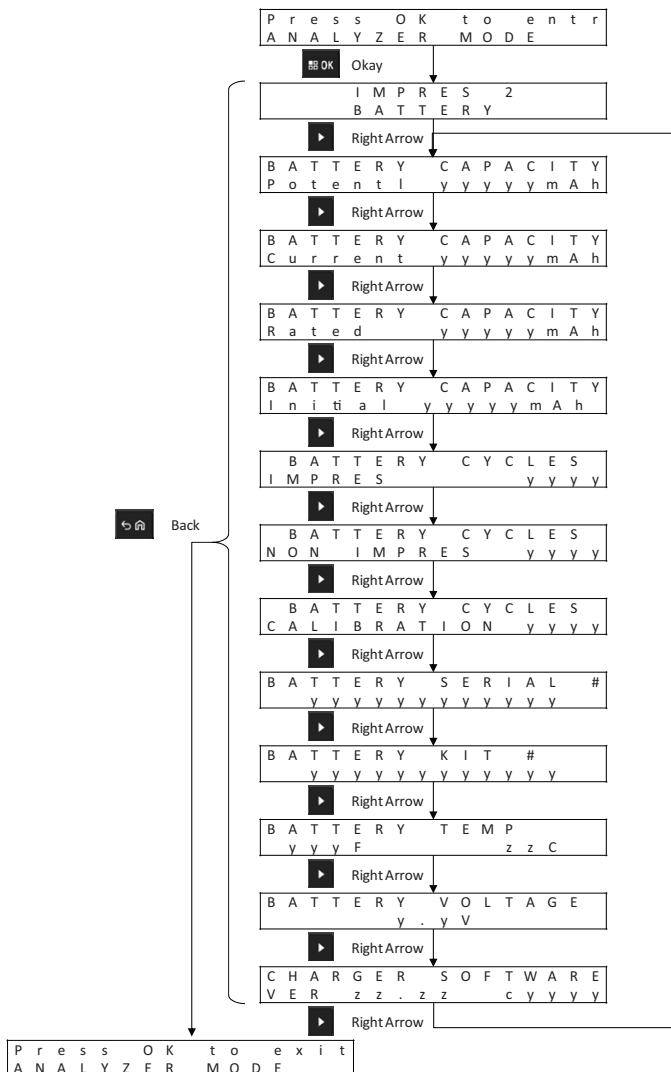 Press OK to entr
ANALYZER MODE
OK Okay
IMPRES 2
BATTERY
Right Arrow
BATTERY CAPACITY
Potentl yyyyymAh
Right Arrow
BATTERY CAPACITY
Current yyyyymAh
Right Arrow
BATTERY CAPACITY
Rated yyyyymAh
Right Arrow
BATTERY CAPACITY
Initial yyyyymAh
Right Arrow
BATTERY CYCLES
IMPRES yyyy
Right Arrow
Back
BATTERY CYCLES
NON IMPRES yyyy
Right Arrow
BATTERY CYCLES
CALIBRATION yyyy
Right Arrow
BATTERY SERIAL #
yyyyyyyyyyyy
Right Arrow
BATTERY KIT #
yyyyyyyyyyyy
Right Arrow
BATTERY TEMP
yyyF zzC
Right Arrow
BATTERY VOLTAGE
y.yV
Right Arrow
CHARGER SOFTWARE
VER zz.zz cyyyy
Right Arrow
Press OK to exit
ANALYZER MODE